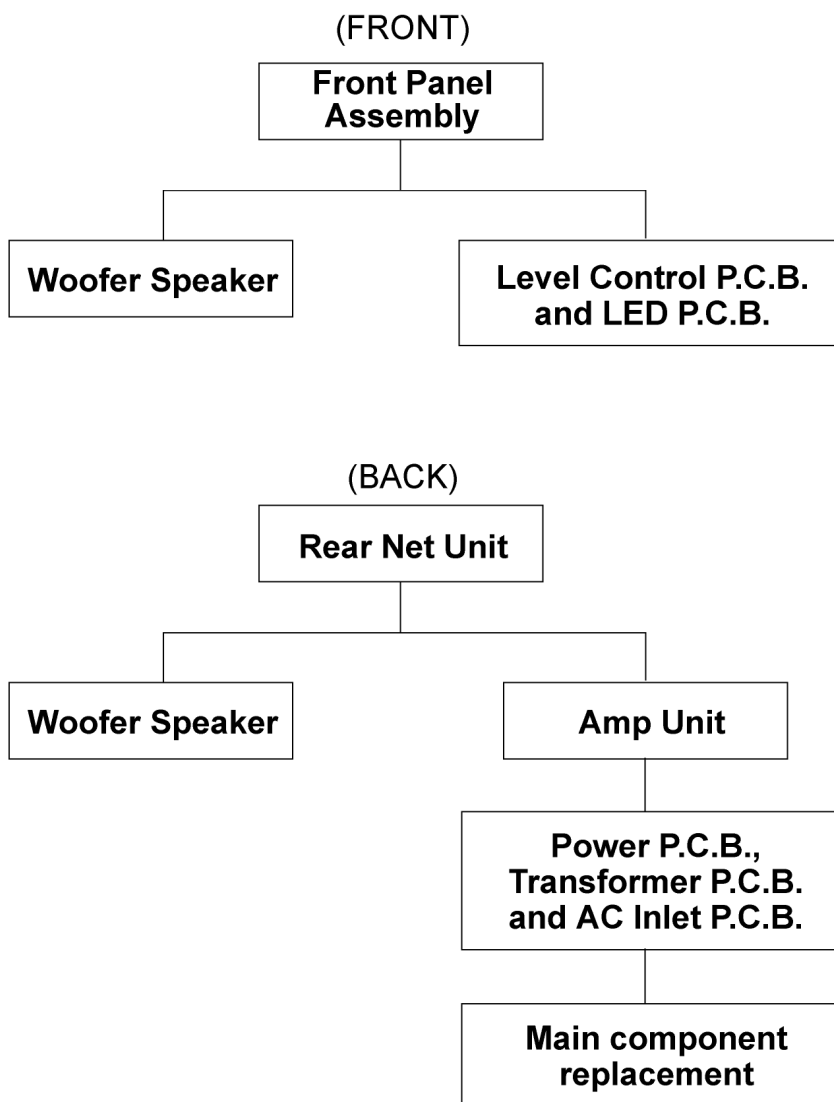 (FRONT)
Front Panel
Assembly
Woofer Speaker
Level Control P.C.B.
and LED P.C.B.
(BACK)
Rear Net Unit
Woofer Speaker
Amp Unit
Power P.C.B.,
Transformer P.C.B.
and AC Inlet P.C.B.
Main component
replacement